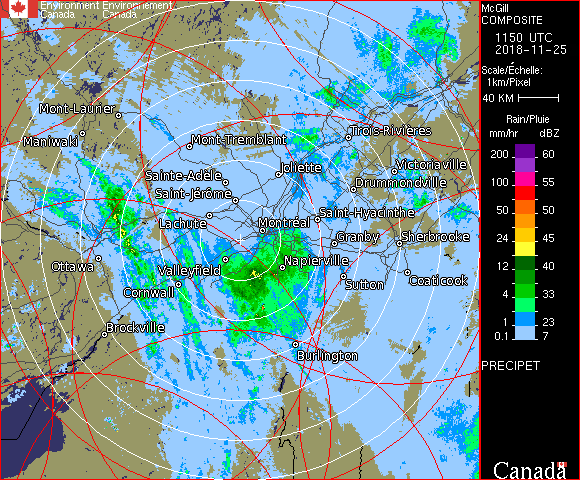 Environment Environnement
Canada Canada
McGill
COMPOSITE
1150 UTC
2018-11-25
Scale/Échelle:
1km/Pixel
40 KM
Rain/Pluie
mm/hr dBZ
200 60
100 55
50 50
24 45
12 40
4 33
1 23
0.1 7
PRECIPET
Canada
Mont-Laurier
Maniwaki
Mont-Tremblant
Trois-Rivières
Joliette
Victoriaville
Sainte-Adèle
Drummondville
Saint-Jérôme
Saint-Hyacinthe
Lachute
Montréal
Granby
Sherbrooke
Ottawa
Valleyfield
Napierville
Cornwall
Sutton
Coaticook
Brockville
Burlington